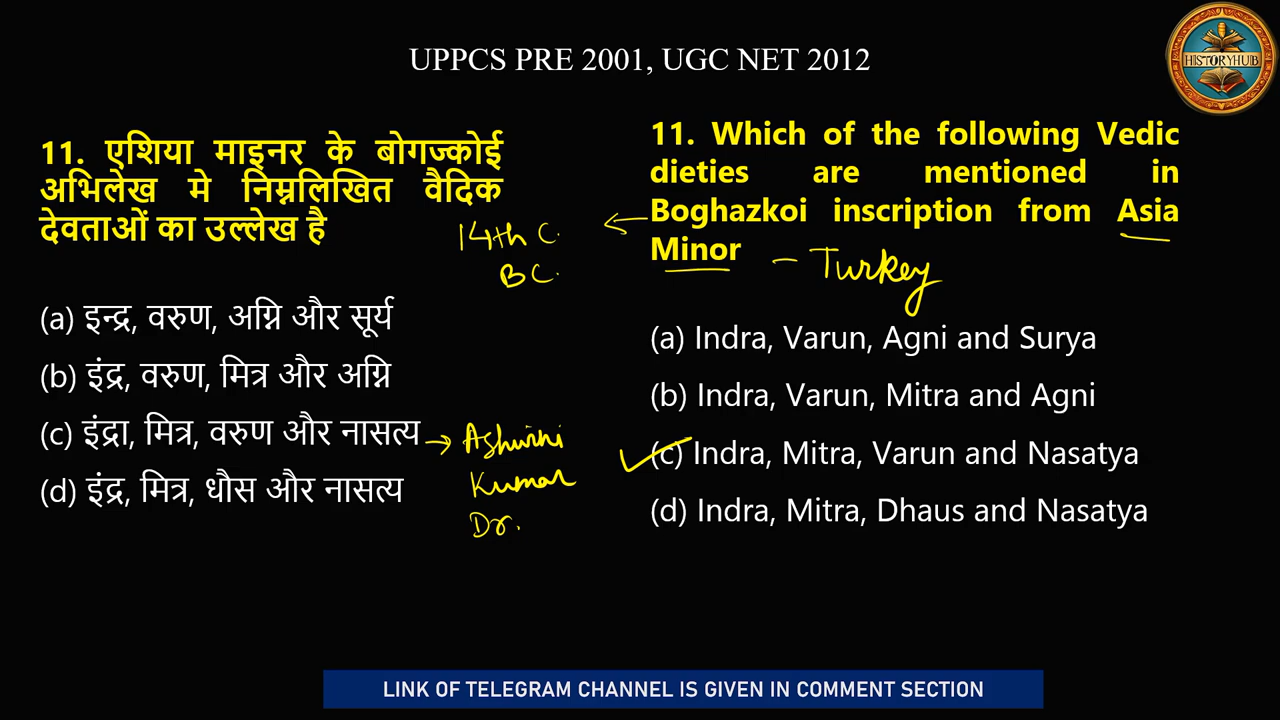 UPPCS PRE 2001, UGC NET 2012
HISTORYHUB
11. एशिया माइनर के बोगज्कोई
अभिलेख मे निम्नलिखित वैदिक
देवताओं का उल्लेख है
14th C.
BC.
(a) इन्द्र, वरुण, अग्नि और सूर्य
(b) इंद्र, वरुण, मित्र और अग्नि
(c) इंद्रा, मित्र, वरुण और नासत्य
(d) इंद्र, मित्र, धौस और नासत्य
Ashwini
Kumar
Dr.
11. Which of the following Vedic
dieties are mentioned in
Boghazkoi inscription from Asia
Minor
– Turkey
(a) Indra, Varun, Agni and Surya
(b) Indra, Varun, Mitra and Agni
(c) Indra, Mitra, Varun and Nasatya
(d) Indra, Mitra, Dhaus and Nasatya
LINK OF TELEGRAM CHANNEL IS GIVEN IN COMMENT SECTION